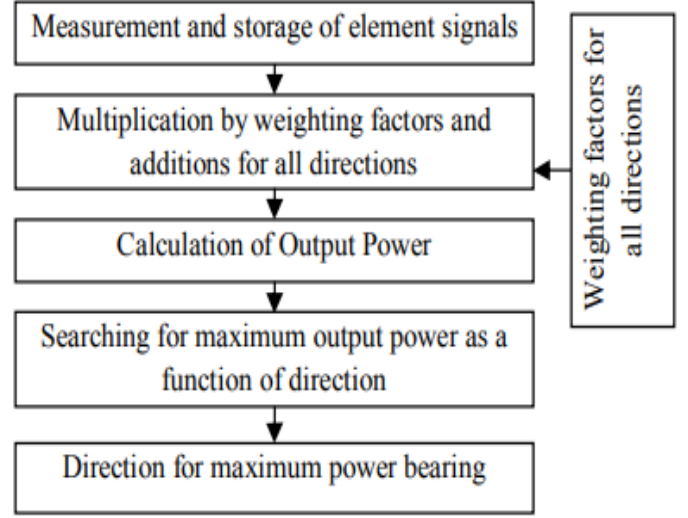 Measurement and storage of element signals
Multiplication by weighting factors and
additions for all directions
Calculation of Output Power
Searching for maximum output power as a
function of direction
Direction for maximum power bearing
Weighting factors for
all directions